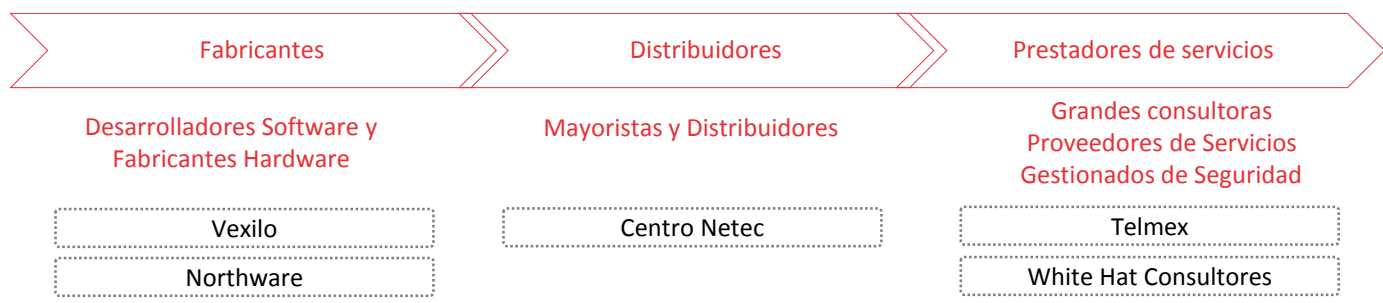 Fabricantes
Distribuidores
Prestadores de servicios
Desarrolladores Software y
Fabricantes Hardware
Mayoristas y Distribuidores
Grandes consultoras
Proveedores de Servicios
Gestionados de Seguridad
Vexilo
Centro Netec
Telmex
Northware
White Hat Consultores